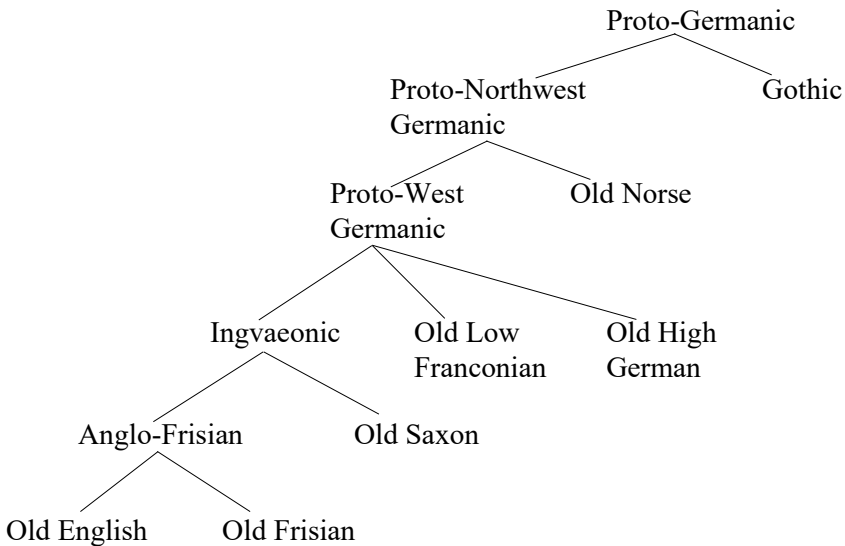 Proto-Germanic
Proto-Northwest
Germanic
Gothic
Proto-West
Germanic
Old Norse
Ingvaeonic
Old Low
Franconian
Old High
German
Anglo-Frisian
Old Saxon
Old English
Old Frisian